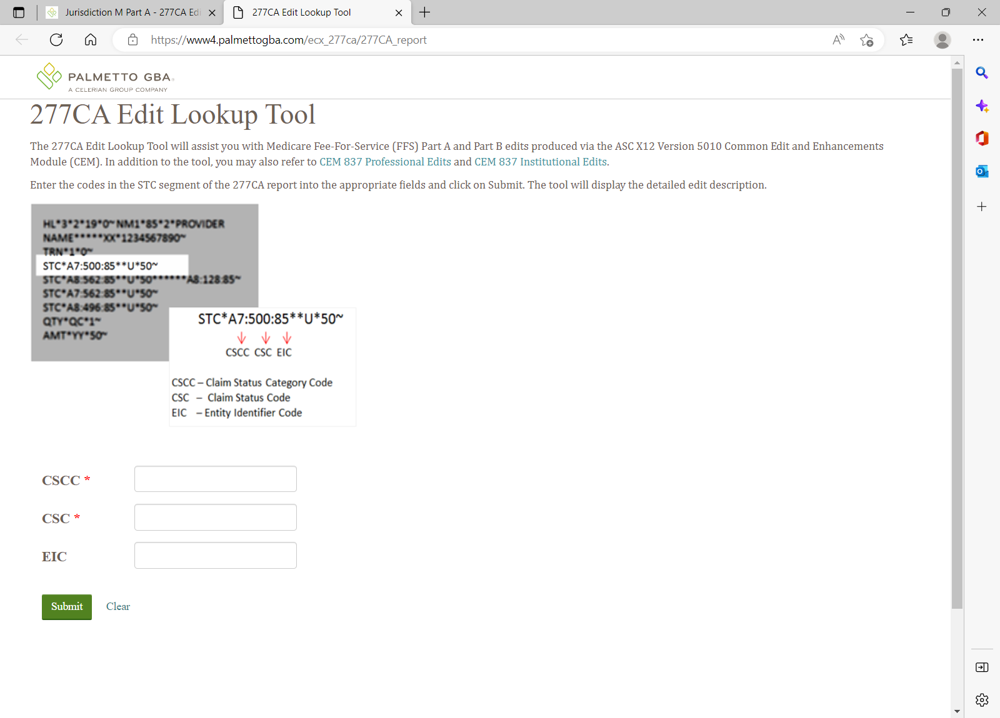 Jurisdiction M Part A - 277CA Edi
277CA Edit Lookup Tool
https://www4.palmettogba.com/ecx_277ca/277CA_report
PALMETTO GBA
A CELERIAN GROUP COMPANY
277CA Edit Lookup Tool
The 277CA Edit Lookup Tool will assist you with Medicare Fee-For-Service (FFS) Part A and Part B edits produced via the ASC X12 Version 5010 Common Edit and Enhancements
Module (CEM). In addition to the tool, you may also refer to CEM 837 Professional Edits and CEM 837 Institutional Edits.
Enter the codes in the STC segment of the 277CA report into the appropriate fields and click on Submit. The tool will display the detailed edit description.
HL*3*2*19*0~NM1*85*2*PROVIDER
NAME*****XX*1234567890~
TRN*1*0~
STC*A7:500:85**U*50~
STC*A8:562:85**U*50******A8:128:85~
STC*A7:562:85**U*50~
STC*A8:496:85**U*50~
QTY*QC*1~
AMT*YY*50~
STC*A7:500:85**U*50~
CSCC CSC EIC
CSCC – Claim Status Category Code
CSC – Claim Status Code
EIC – Entity Identifier Code
CSCC *
CSC *
EIC
Submit Clear